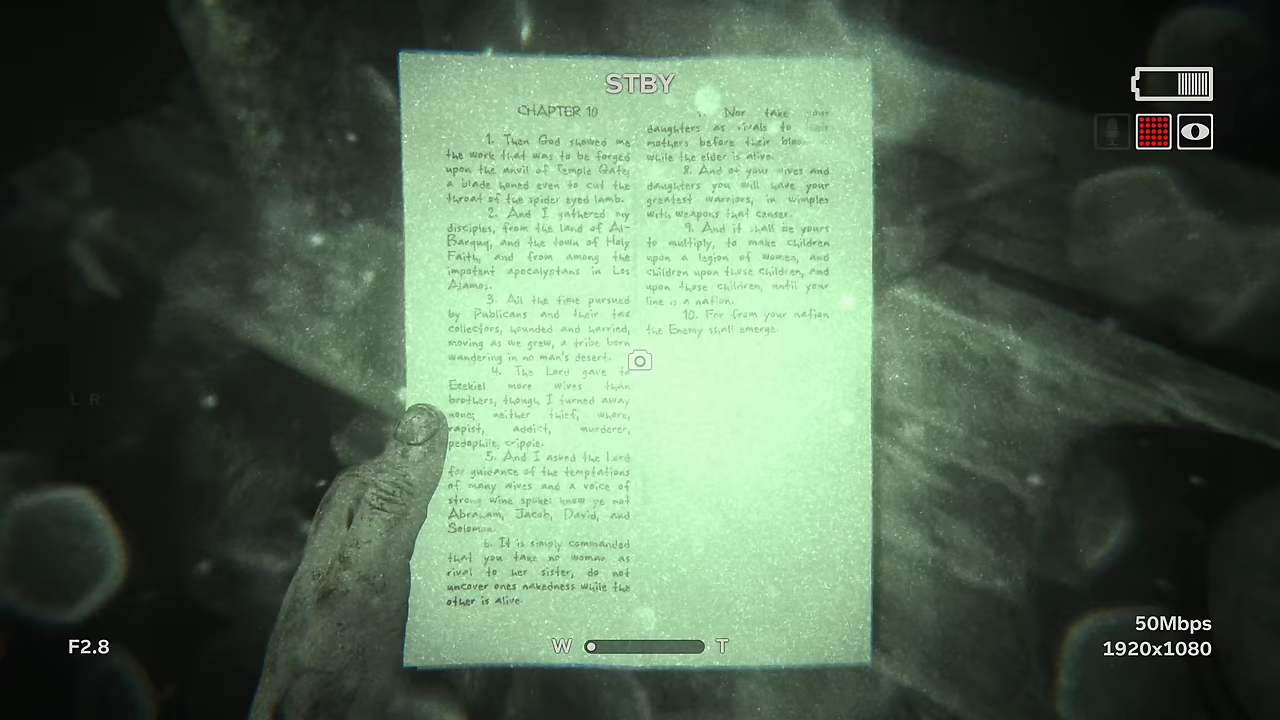 STBY
CHAPTER 10
1. Then God showed me
the work that was to be forged
upon the anvil of Temple Gate,
a blade honed even to cut the
throat of the spider eyed lamb.
2. And I gathered my
disciples, from the land of Al-
Barquq, and the town of Holy
Faith, and from among the
impotent apocalyptans in Los
Alamos.
3. All the time pursued
by Publicans and their tax
collectors, hounded and harried,
moving as we grew, a tribe born
wandering in no man's desert.
4. The Lord gave to
Ezekiel more wives than
brothers, though I turned away
none; neither thief, whore,
rapist, addict, murderer,
pedophile, cripple.
5. And I asked the Lord
for guidance of the temptations
of many wives and a voice of
strong wine spoke: know ye not
Abraham, Jacob, David, and
Solomon.
6. It is simply commanded
that you take no woman as
rival to her sister, do not
uncover ones nakedness while the
other is alive.
Nor take your
daughters as rivals to their
mothers before their
while the elder is alive.
8. And of your wives and
daughters you will have your
greatest warriors, in wimples
with weapons that censer.
9. And it shall be yours
to multiply, to make children
upon a legion of women, and
children upon those children, and
upon those children, until your
line is a nation.
10. For from your nation
the Enemy shall emerge.
L R
F2.8
W T
50Mbps
1920x1080